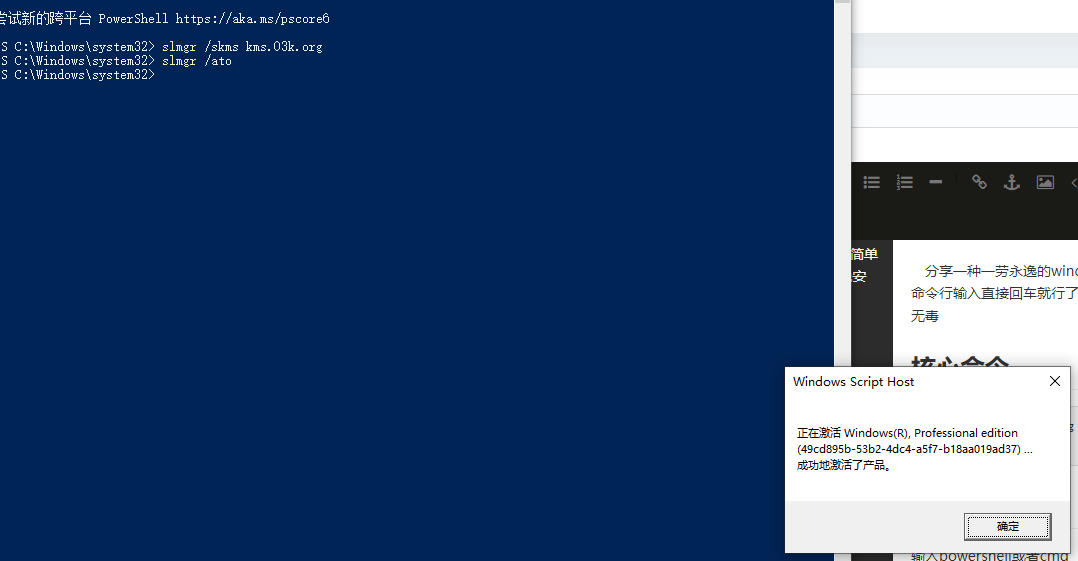 尝试新的跨平台 PowerShell https://aka.ms/pscore6
S C:\Windows\system32> slmgr /skms kms.03k.org
S C:\Windows\system32> slmgr /ato
S C:\Windows\system32>
简单
安
分享一种一劳永逸的wind
命令行输入直接回车就行了
无毒
核心命令
Windows Script Host
正在激活 Windows(R), Professional edition
(49cd895b-53b2-4dc4-a5f7-b18aa019ad37) ...
成功地激活了产品。
确定
输入powershell或者cmd